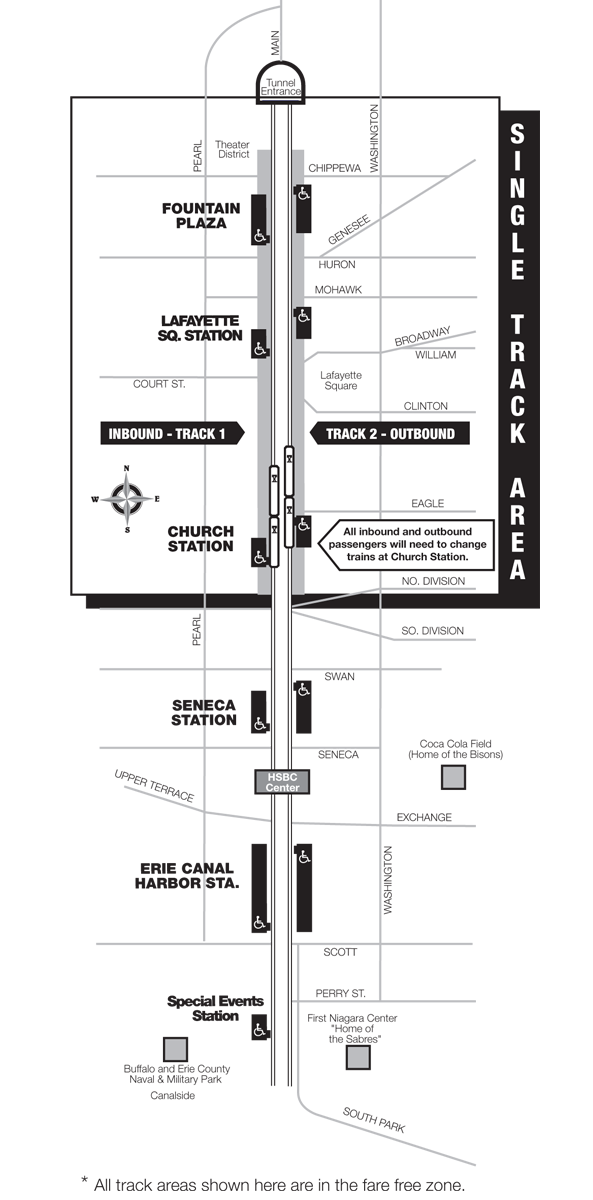 MAIN
Tunnel
Entrance
PEARL
Theater
District
WASHINGTON
CHIPPEWA
FOUNTAIN
PLAZA
GENESEE
HURON
MOHAWK
LAFAYETTE
SQ. STATION
BROADWAY
WILLIAM
Lafayette
Square
COURT ST.
CLINTON
INBOUND - TRACK 1
TRACK 2 - OUTBOUND
SINGLE TRACK AREA
N
W E
S
EAGLE
CHURCH
STATION
All inbound and outbound
passengers will need to change
trains at Church Station.
NO. DIVISION
PEARL
SO. DIVISION
SWAN
SENECA
STATION
SENECA
Coca Cola Field
(Home of the Bisons)
HSBC
Center
UPPER TERRACE
EXCHANGE
ERIE CANAL
HARBOR STA.
WASHINGTON
SCOTT
PERRY ST.
Special Events
Station
First Niagara Center
"Home of
the Sabres"
Buffalo and Erie County
Naval & Military Park
Canalside
SOUTH PARK
* All track areas shown here are in the fare free zone.